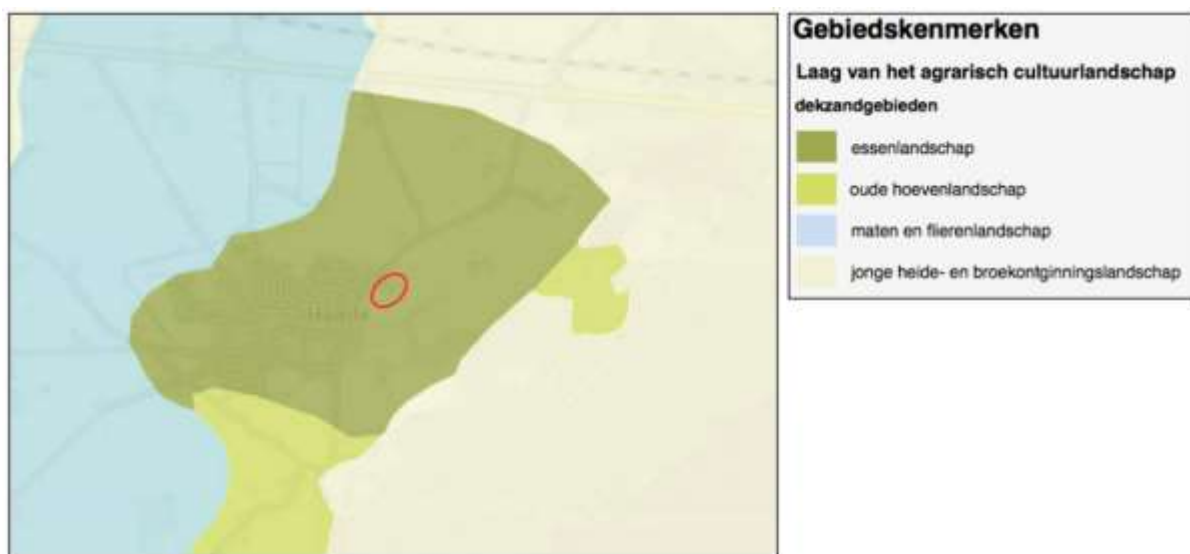 Gebiedskenmerken
Laag van het agrarisch cultuurlandschap
dekzandgebieden
essenlandschap
oude hoevenlandschap
maten en flierenlandschap
jonge heide- en broekontginningslandschap